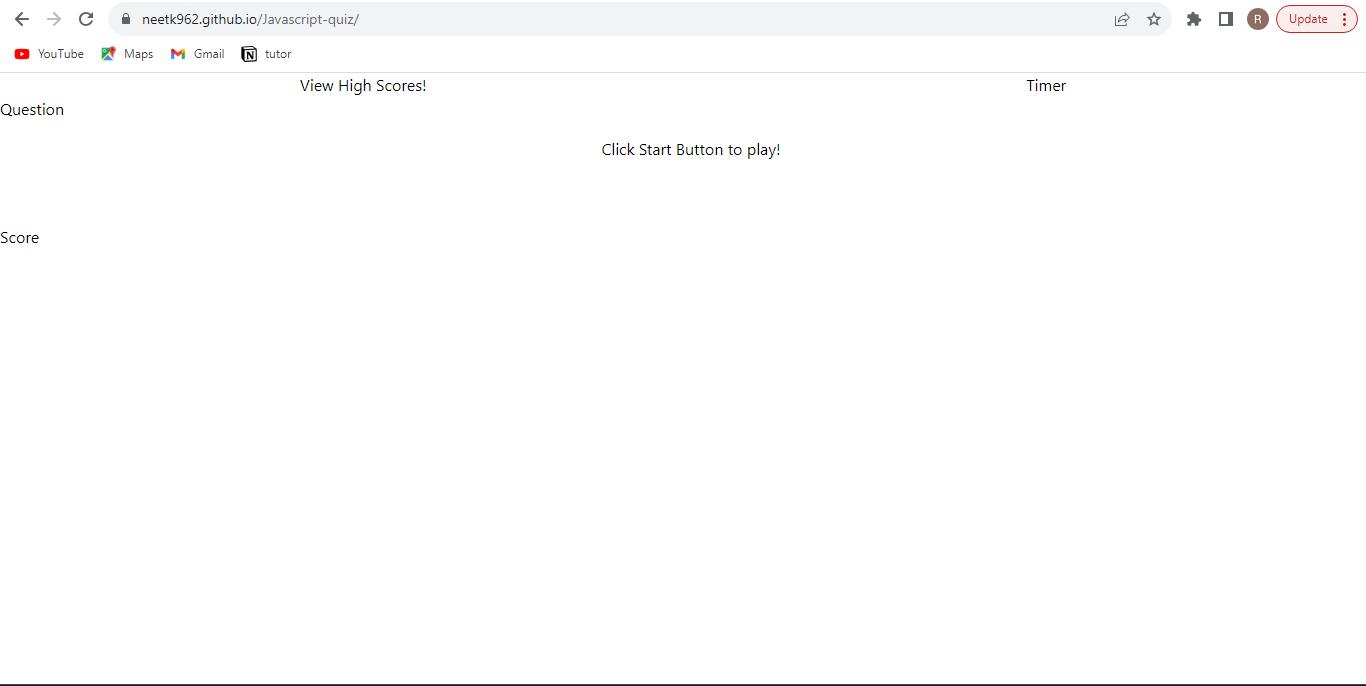 neetk962.github.io/Javascript-quiz/
R
Update
YouTube Maps Gmail tutor
View High Scores! Timer
Question
Click Start Button to play!
Score